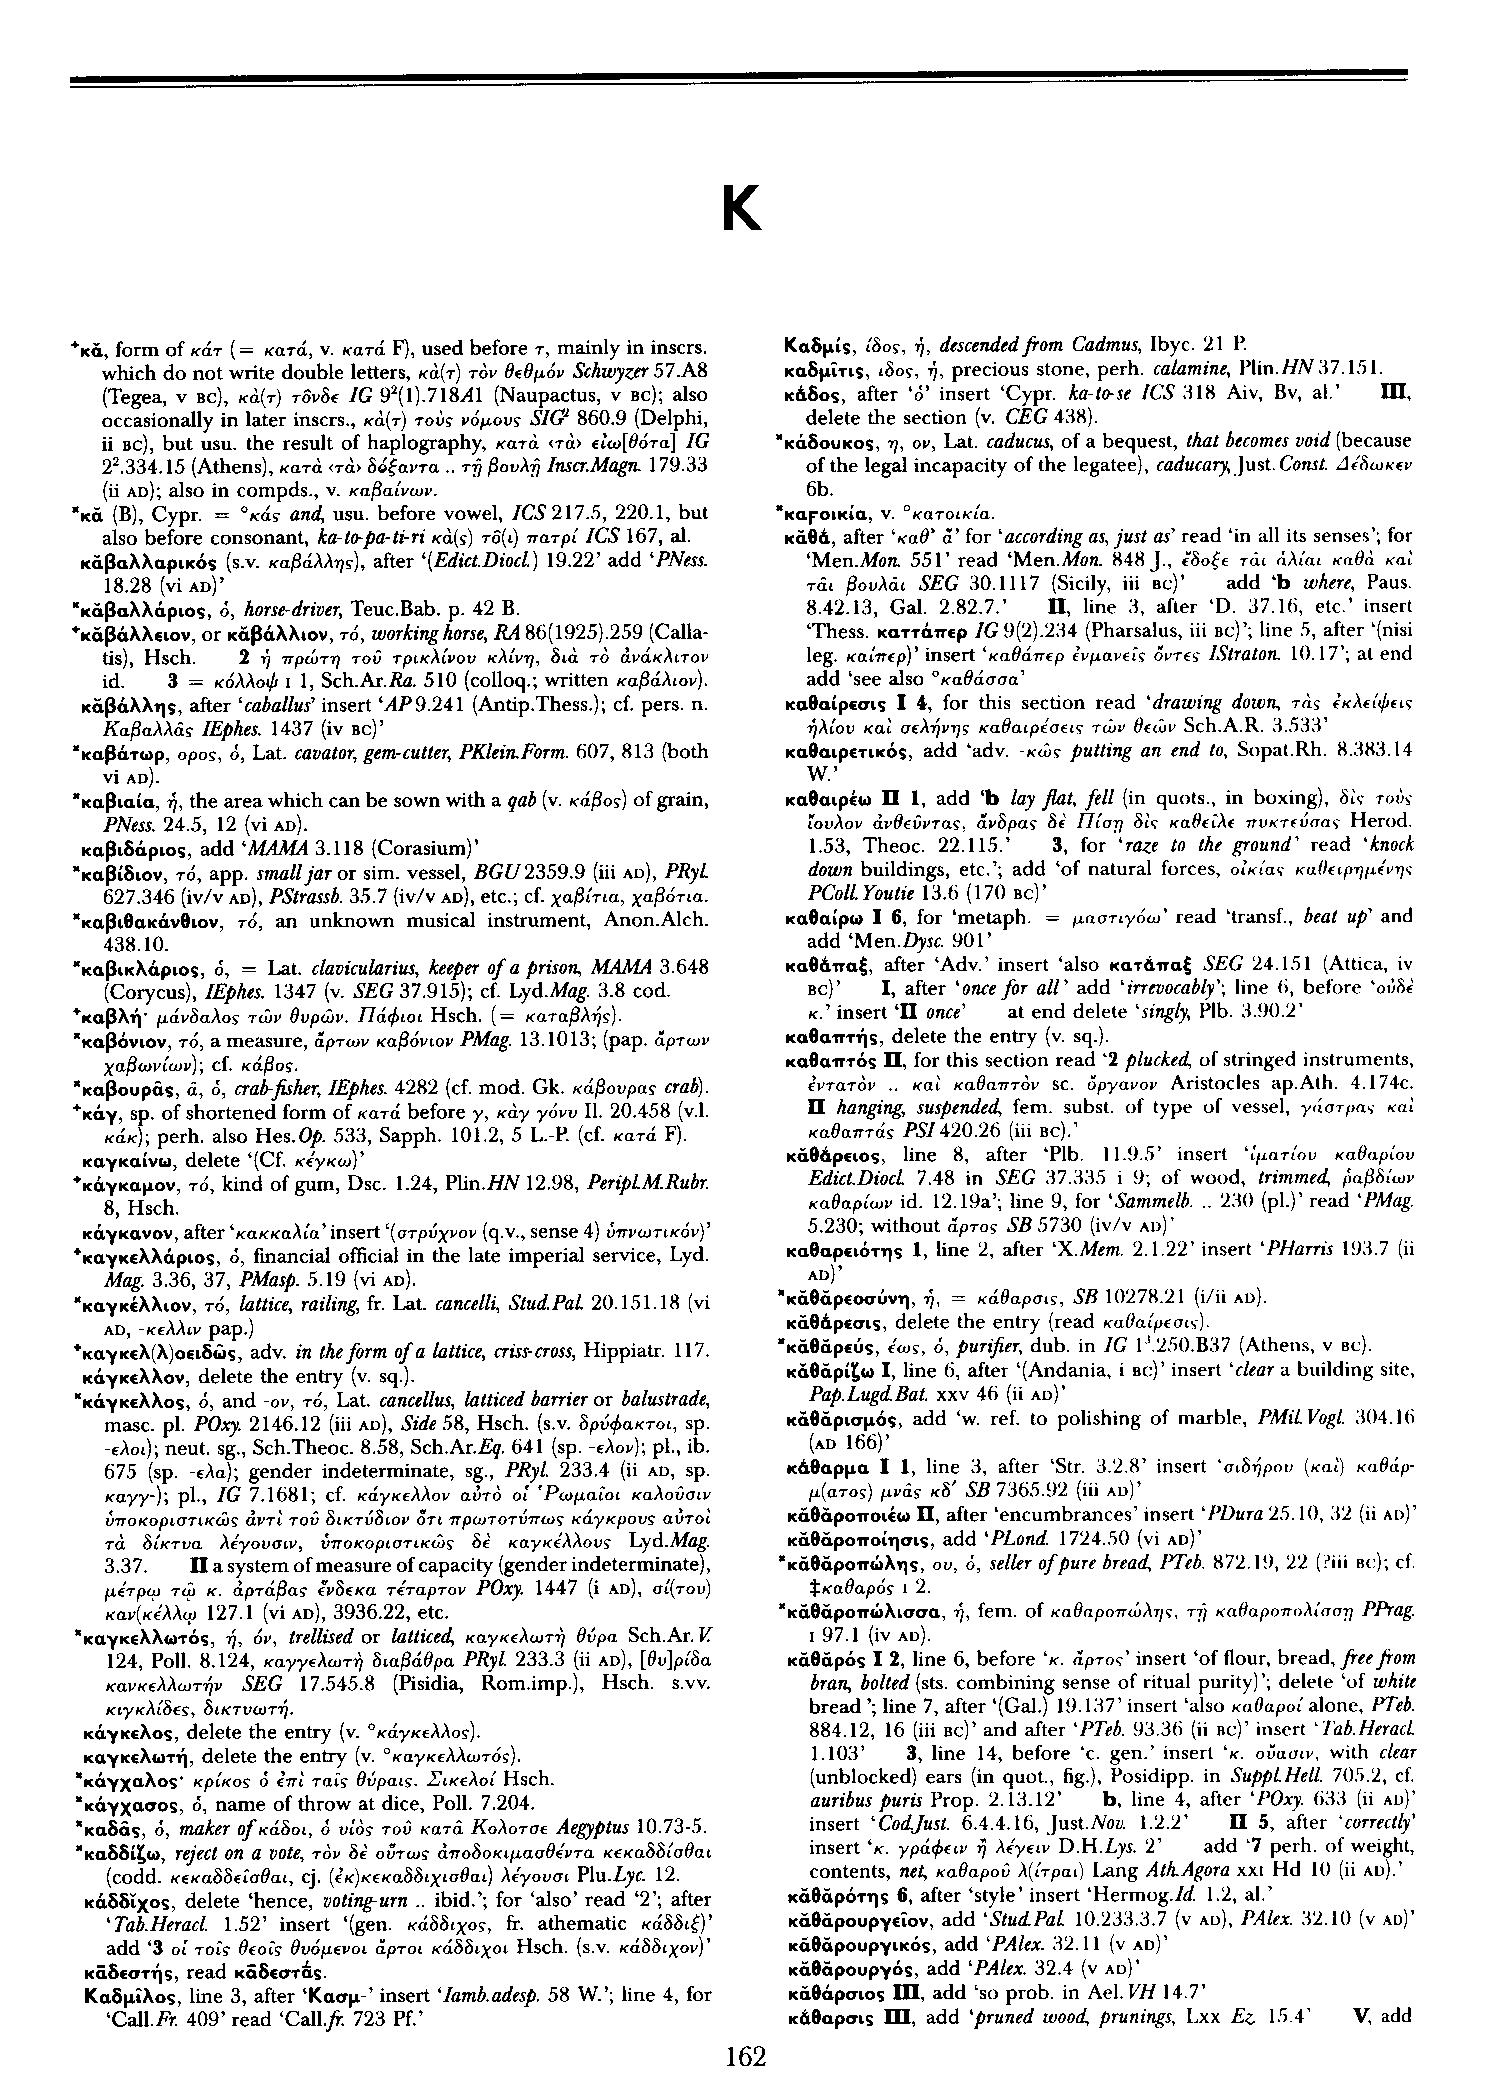 K
⁺κᾰ, form of κάτ (= κατά, v. κατά F), used before τ, mainly in inscrs.
which do not write double letters, κὰ(τ) τὸν θεθμόν Schwyzer 57.A8
(Tegea, v BC), κὰ(τ) τõνδε IG 9²(1).718A1 (Naupactus, v BC); also
occasionally in later inscrs., κὰ(τ) τοὺς νόμους SIG² 860.9 (Delphi,
ii BC), but usu. the result of haplography, κατὰ ‹τὰ› εἰω[θότα] IG
2².334.15 (Athens), κατὰ ‹τὰ› δόξαντα .. τῇ βουλῇ Inscr.Magn. 179.33
(ii AD); also in compds., v. καβαίνων.
*κᾰ (B), Cypr. = °κάς and, usu. before vowel, ICS 217.5, 220.1, but
also before consonant, ka-to-pa-ti-ri κὰ(ς) τõ(ι) πατρί ICS 167, al.
κᾰβαλλαρικός (s.v. καβάλλης), after ‘(Edict.Diocl.) 19.22’ add ‘PNess.
18.28 (vi AD)’
*κᾰβαλλάριος, ὁ, horse-driver, Teuc.Bab. p. 42 B.
⁺κᾰβάλλειον, or κᾰβάλλιον, τό, working horse, RA 86(1925).259 (Calla-
tis), Hsch. 2 ἡ πρώτη τοῦ τρικλίνου κλίνη, διὰ τὸ ἀνάκλιτον
id. 3 = κόλλοψ I 1, Sch.Ar.Ra. 510 (colloq.; written καβάλιον).
κᾰβάλλης, after ‘caballus’ insert ‘AP 9.241 (Antip.Thess.); cf. pers. n.
Καβαλλᾶς IEphes. 1437 (iv BC)’
*καβάτωρ, ορος, ὁ, Lat. cavator, gem-cutter, PKlein.Form. 607, 813 (both
vi AD).
*καβιαία, ἡ, the area which can be sown with a qab (v. κάβος) of grain,
PNess. 24.5, 12 (vi AD).
καβιδάριος, add ‘MAMA 3.118 (Corasium)’
*καβίδιον, τό, app. small jar or sim. vessel, BGU 2359.9 (iii AD), PRyl.
627.346 (iv/v AD), PStrassb. 35.7 (iv/v AD), etc.; cf. χαβίτια, χαβότια.
*καβιθακάνθιον, τό, an unknown musical instrument, Anon.Alch.
438.10.
*καβικλάριος, ὁ, = Lat. clavicularius, keeper of a prison, MAMA 3.648
(Corycus), IEphes. 1347 (v. SEG 37.915); cf. Lyd.Mag. 3.8 cod.
⁺καβλή· μάνδαλος τῶν θυρῶν. Πάφιοι Hsch. (= καταβλής).
*καβόνιον, τό, a measure, ἄρτων καβόνιον PMag. 13.1013; (pap. ἄρτων
χαβωνίων); cf. κάβος.
*καβουρᾶς, ᾶ, ὁ, crab-fisher, IEphes. 4282 (cf. mod. Gk. κάβουρας crab).
⁺κάγ, sp. of shortened form of κατά before γ, κὰγ γόνυ Il. 20.458 (v.l.
κάκ); perh. also Hes.Op. 533, Sapph. 101.2, 5 L.-P. (cf. κατά F).
καγκαίνω, delete ‘(Cf. κέγκω)’
⁺κάγκαμον, τό, kind of gum, Dsc. 1.24, Plin.HN 12.98, Peripl.M.Rubr.
8, Hsch.
κάγκανον, after ‘κακκαλία’ insert ‘(στρύχνον (q.v., sense 4) ὑπνωτικόν)’
⁺καγκελλάριος, ὁ, financial official in the late imperial service, Lyd.
Mag. 3.36, 37, PMasp. 5.19 (vi AD).
*καγκέλλιον, τό, lattice, railing, fr. Lat. cancelli, Stud.Pal. 20.151.18 (vi
AD, -κελλιν pap.)
⁺καγκελ(λ)οειδῶς, adv. in the form of a lattice, criss-cross, Hippiatr. 117.
κάγκελλον, delete the entry (v. sq.).
*κάγκελλος, ὁ, and -ον, τό, Lat. cancellus, latticed barrier or balustrade,
masc. pl. POxy. 2146.12 (iii AD), Side 58, Hsch. (s.v. δρύφακτοι, sp.
-ελοι); neut. sg., Sch.Theoc. 8.58, Sch.Ar.Eq. 641 (sp. -ελον); pl., ib.
675 (sp. -ελα); gender indeterminate, sg., PRyl. 233.4 (ii AD, sp.
καγγ-); pl., IG 7.1681; cf. κάγκελλον αὐτὸ οἱ Ῥωμαῖοι καλοῦσιν
ὑποκοριστικῶς ἀντὶ τοῦ δικτύδιον ὅτι πρωτοτύπως κάγκρους αὐτοὶ
τὰ δίκτυα λέγουσιν, ὑποκοριστικῶς δὲ καγκέλλους Lyd.Mag.
3.37. II a system of measure of capacity (gender indeterminate),
μέτρῳ τῷ κ. ἀρτάβας ἕνδεκα τέταρτον POxy. 1447 (i AD), σί(του)
καν(κέλλῳ 127.1 (vi AD), 3936.22, etc.
*καγκελλωτός, ή, όν, trellised or latticed, καγκελωτὴ θύρα Sch.Ar.V.
124, Poll. 8.124, καγγελωτὴ διαβάθρα PRyl. 233.3 (ii AD), [θυ]ρίδα
κανκελλωτήν SEG 17.545.8 (Pisidia, Rom.imp.), Hsch. s.vv.
κιγκλίδες, δικτυωτή.
κάγκελος, delete the entry (v. °κάγκελλος).
καγκελωτή, delete the entry (v. °καγκελλωτός).
*κάγχαλος· κρίκος ὁ ἐπὶ ταῖς θύραις. Σικελοί Hsch.
*κάγχασος, ὁ, name of throw at dice, Poll. 7.204.
*καδᾶς, ὁ, maker of κάδοι, ὁ υἱὸς τοῦ κατᾶ Κολοτσε Aegyptus 10.73-5.
*καδδίζω, reject on a vote, τὸν δὲ οὕτως ἀποδοκιμασθέντα κεκαδδίσθαι
(codd. κεκαδδεῖσθαι, cj. (ἐκ)κεκαδδιχισθαι) λέγουσι Plu.Lyc. 12.
κάδδῐχος, delete ‘hence, voting-urn .. ibid.’; for ‘also’ read ‘2’; after
‘Tab.Heracl. 1.52’ insert ‘(gen. κάδδιχος, fr. athematic κάδδιξ)’
add ‘3 οἱ τοῖς θεοῖς θυόμενοι ἄρτοι κάδδιχοι Hsch. (s.v. κάδδιχον)’
κᾱδεστής, read κᾱδεστᾱ́ς.
Καδμῖλος, line 3, after ‘Κασμ-’ insert ‘Iamb.adesp. 58 W.’; line 4, for
‘Call.Fr. 409’ read ‘Call.fr. 723 Pf.’
Καδμίς, ίδος, ἡ, descended from Cadmus, Ibyc. 21 P.
καδμῖτις, ιδος, ἡ, precious stone, perh. calamine, Plin.HN 37.151.
κάδος, after ‘ὁ’ insert ‘Cypr. ka-to-se ICS 318 Aiv, Bv, al.’ III,
delete the section (v. CEG 438).
*κάδουκος, η, ον, Lat. caducus, of a bequest, that becomes void (because
of the legal incapacity of the legatee), caducary, Just.Const. Δέδωκεν
6b.
*καϝοικία, v. °κατοικία.
κᾰθά, after ‘καθ’ ἅ’ for ‘according as, just as’ read ‘in all its senses’; for
‘Men.Mon. 551’ read ‘Men.Mon. 848 J., ἔδοξε τᾶι ἁλίαι καθὰ καὶ
τᾶι βουλᾶι SEG 30.1117 (Sicily, iii BC)’ add ‘b where, Paus.
8.42.13, Gal. 2.82.7.’ II, line 3, after ‘D. 37.16, etc.’ insert
‘Thess. καττάπερ IG 9(2).234 (Pharsalus, iii BC)’; line 5, after ‘(nisi
leg. καίπερ)’ insert ‘καθάπερ ἐνμανεῖς ὄντες IStraton. 10.17’; at end
add ‘see also °καθάσσα’
καθαίρεσις I 4, for this section read ‘drawing down, τὰς ἐκλείψεις
ἡλίου καὶ σελήνης καθαιρέσεις τῶν θεῶν Sch.A.R. 3.533’
καθαιρετικός, add ‘adv. -κῶς putting an end to, Sopat.Rh. 8.383.14
W.’
καθαιρέω II 1, add ‘b lay flat, fell (in quots., in boxing), δὶς τοὺς
ἴουλον ἀνθεῦντας, ἄνδρας δὲ Πίσῃ δὶς καθεῖλε πυκτεύσας Herod.
1.53, Theoc. 22.115.’ 3, for ‘raze to the ground’ read ‘knock
down buildings, etc.’; add ‘of natural forces, οἰκίας καθειρημένης
PColl.Youtie 13.6 (170 BC)’
καθαίρω I 6, for ‘metaph. = μαστιγόω’ read ‘transf., beat up’ and
add ‘Men.Dysc. 901’
καθάπαξ, after ‘Adv.’ insert ‘also κατάπαξ SEG 24.151 (Attica, iv
BC)’ I, after ‘once for all’ add ‘irrevocably’; line 6, before ‘οὐδὲ
κ.’ insert ‘II once’ at end delete ‘singly, Plb. 3.90.2’
καθαπτής, delete the entry (v. sq.).
καθαπτός II, for this section read ‘2 plucked, of stringed instruments,
ἐντατὸν .. καὶ καθαπτὸν sc. ὄργανον Aristocles ap.Ath. 4.174c.
II hanging, suspended, fem. subst. of type of vessel, γάστρας καὶ
καθαπτάς PSI 420.26 (iii BC).’
κᾰθάρειος, line 8, after ‘Plb. 11.9.5’ insert ‘ἱματίου καθαρίου
Edict.Diocl. 7.48 in SEG 37.335 i 9; of wood, trimmed, ῥαβδίων
καθαρίων id. 12.19a’; line 9, for ‘Sammelb. .. 230 (pl.)’ read ‘PMag.
5.230; without ἄρτος SB 5730 (iv/v AD)’
καθαρειότης 1, line 2, after ‘X.Mem. 2.1.22’ insert ‘PHarris 193.7 (ii
AD)’
*κᾰθᾰρεοσύνη, ἡ, = κάθαρσις, SB 10278.21 (i/ii AD).
κᾰθάρεσις, delete the entry (read καθαίρεσις).
*κᾰθᾰρεύς, έως, ὁ, purifier, dub. in IG 1³.250.B37 (Athens, v BC).
κᾰθᾰρίζω I, line 6, after ‘(Andania, i BC)’ insert ‘clear a building site,
Pap.Lugd.Bat. xxv 46 (ii AD)’
κᾰθᾰρισμός, add ‘w. ref. to polishing of marble, PMil.Vogl. 304.16
(AD 166)’
κάθαρμα I 1, line 3, after ‘Str. 3.2.8’ insert ‘σιδήρου (καὶ) καθάρ-
μ(ατος) μνᾶς κδ′ SB 7365.92 (iii AD)’
κᾰθᾰροποιέω II, after ‘encumbrances’ insert ‘PDura 25.10, 32 (ii AD)’
κᾰθᾰροποίησις, add ‘PLond. 1724.50 (vi AD)’
*κᾰθᾰροπώλης, ου, ὁ, seller of pure bread, PTeb. 872.19, 22 (?iii BC); cf.
‡καθαρός I 2.
*κᾰθᾰροπώλισσα, ἡ, fem. of καθαροπώλης, τῇ καθαροπολίσσῃ PPrag.
I 97.1 (iv AD).
κᾰθᾰρός I 2, line 6, before ‘κ. ἄρτος’ insert ‘of flour, bread, free from
bran, bolted (sts. combining sense of ritual purity)’; delete ‘of white
bread ’; line 7, after ‘(Gal.) 19.137’ insert ‘also καθαροί alone, PTeb.
884.12, 16 (iii BC)’ and after ‘PTeb. 93.36 (ii BC)’ insert ‘Tab.Heracl.
1.103’ 3, line 14, before ‘c. gen.’ insert ‘κ. οὔασιν, with clear
(unblocked) ears (in quot., fig.), Posidipp. in Suppl.Hell. 705.2, cf.
auribus puris Prop. 2.13.12’ b, line 4, after ‘POxy. 633 (ii AD)’
insert ‘Cod.Just. 6.4.4.16, Just.Nov. 1.2.2’ II 5, after ‘correctly’
insert ‘κ. γράφειν ἢ λέγειν D.H.Lys. 2’ add ‘7 perh. of weight,
contents, net, καθαροῦ λ(ίτραι) Lang Ath.Agora xxi Hd 10 (ii AD).’
κᾰθᾰρότης 6, after ‘style’ insert ‘Hermog.Id. 1.2, al.’
κᾰθᾰρουργεῖον, add ‘Stud.Pal. 10.233.3.7 (v AD), PAlex. 32.10 (v AD)’
κᾰθᾰρουργικός, add ‘PAlex. 32.11 (v AD)’
κᾰθᾰρουργός, add ‘PAlex. 32.4 (v AD)’
κᾰθάρσιος III, add ‘so prob. in Ael.VH 14.7’
κάθαρσις III, add ‘pruned wood, prunings, Lxx Ez. 15.4’ V, add
162